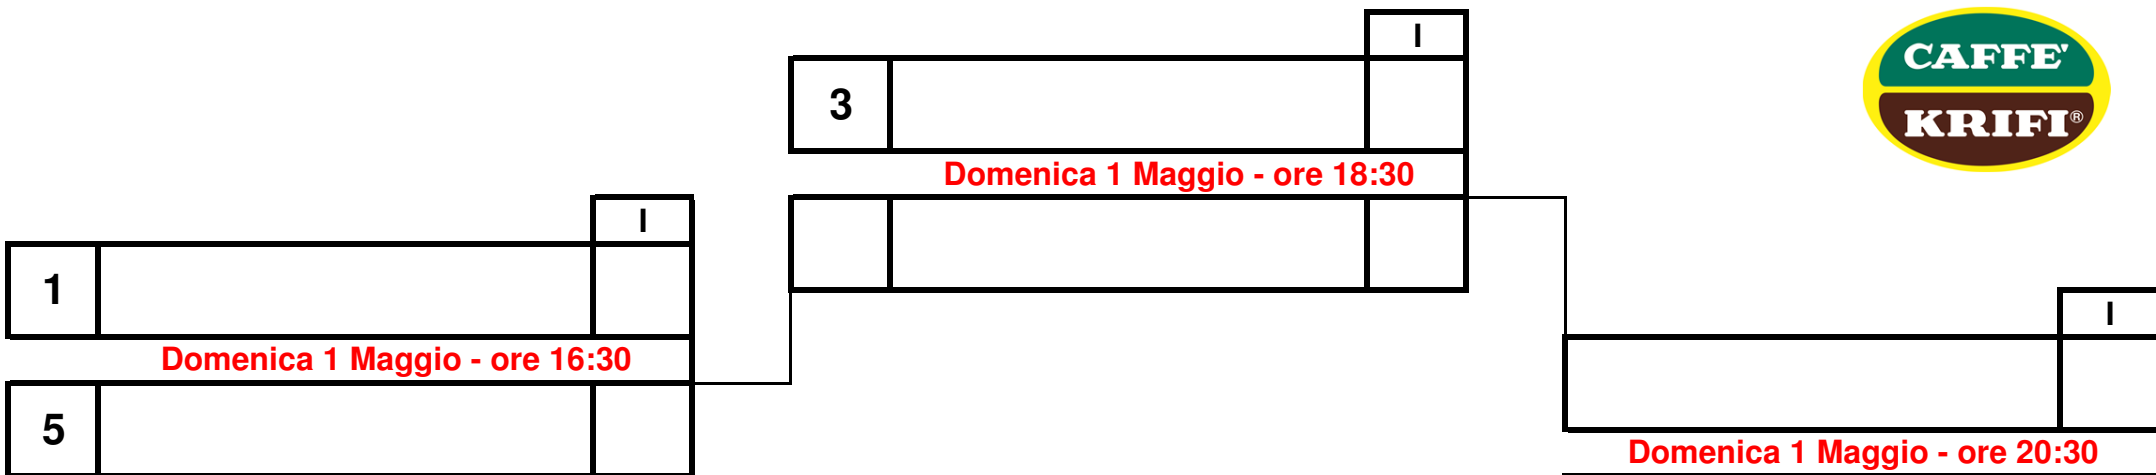 I
CAFFE'
3
KRIFI®
Domenica 1 Maggio - ore 18:30
I
1
I
Domenica 1 Maggio - ore 16:30
5
Domenica 1 Maggio - ore 20:30